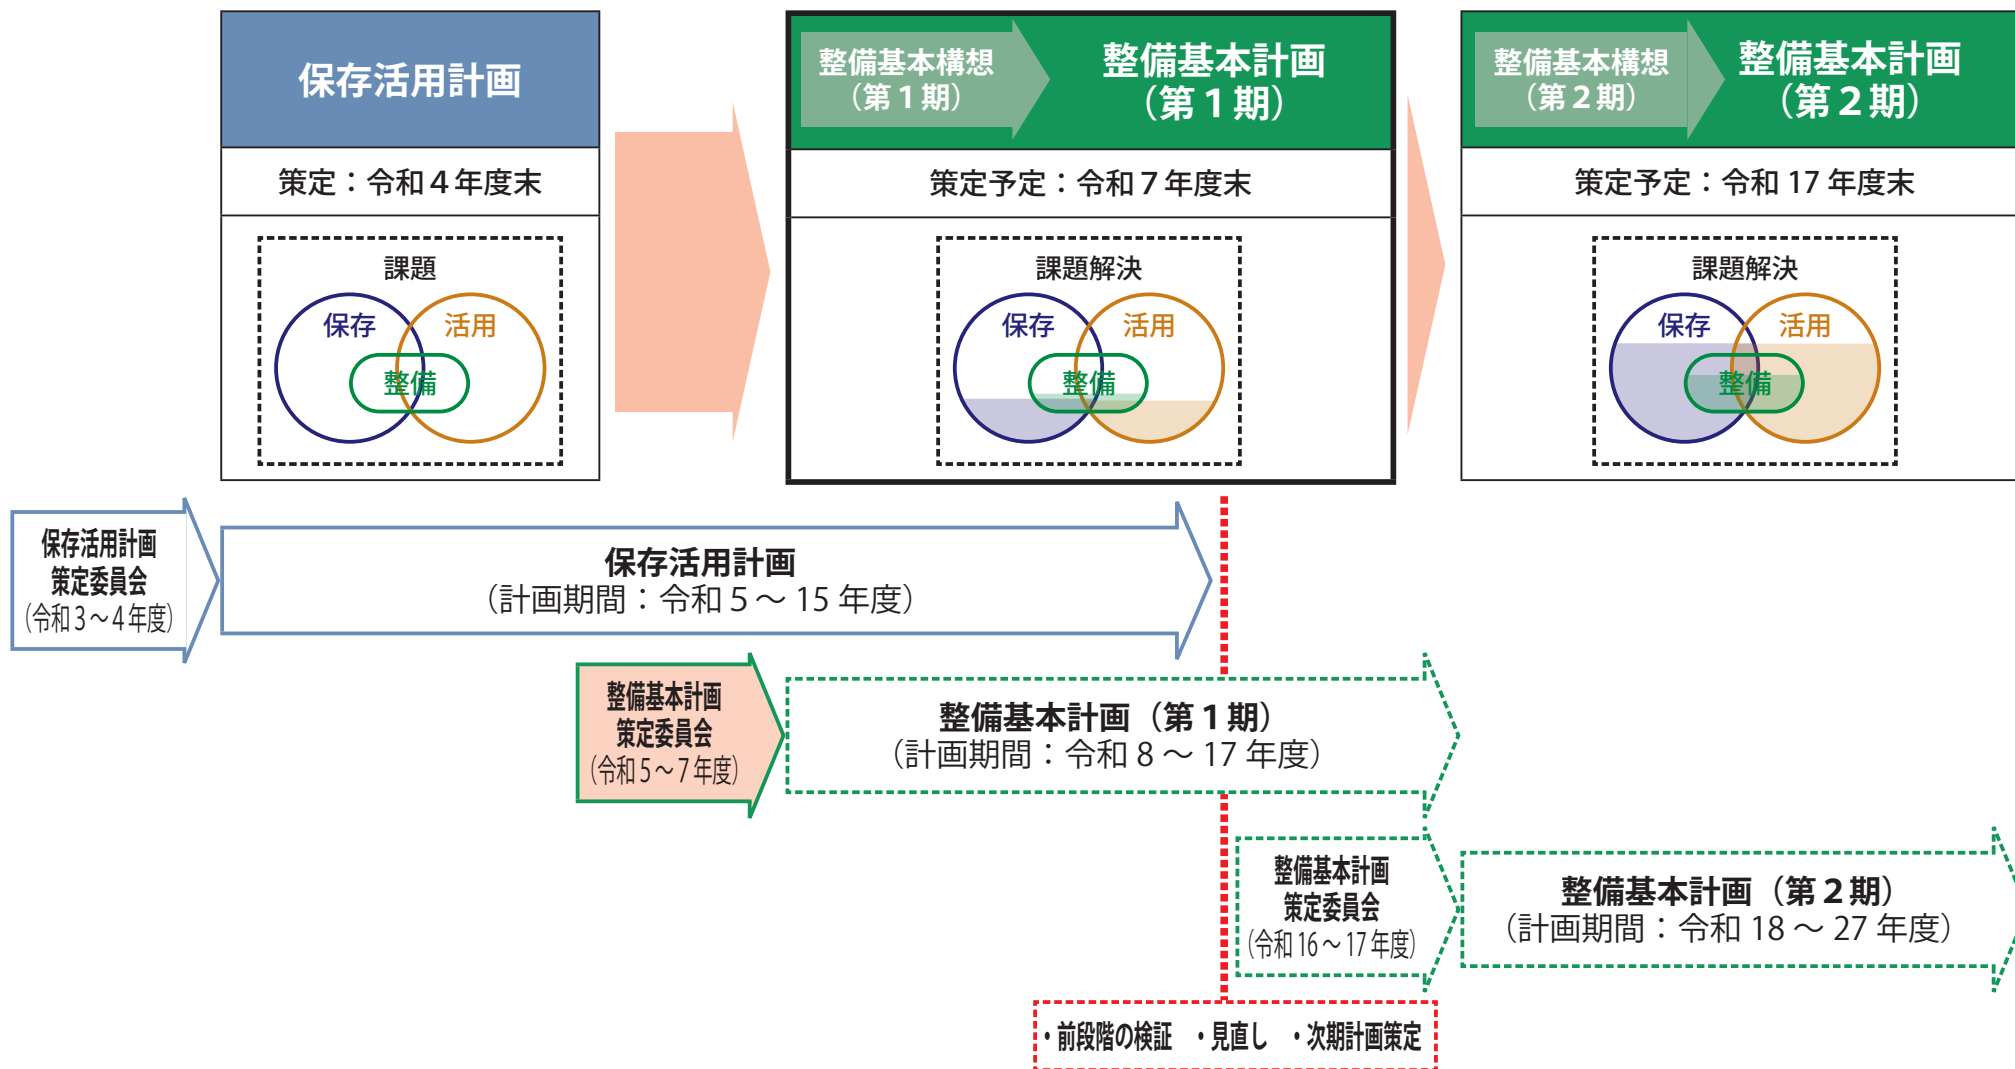 保存活用計画
策定：令和４年度末
課題
保存
活用
整備
整備基本構想
（第１期）
整備基本計画
（第１期）
策定予定：令和７年度末
課題解決
保存
活用
整備
整備基本構想
（第２期）
整備基本計画
（第２期）
策定予定：令和 17 年度末
課題解決
保存
活用
整備
保存活用計画
策定委員会
（令和３～４年度）
保存活用計画
（計画期間：令和５～ 15 年度）
整備基本計画
策定委員会
（令和５～７年度）
整備基本計画（第１期）
（計画期間：令和８～ 17 年度）
整備基本計画
策定委員会
（令和 16 ～ 17 年度）
整備基本計画（第２期）
（計画期間：令和 18 ～ 27 年度）
・前段階の検証　・見直し　・次期計画策定